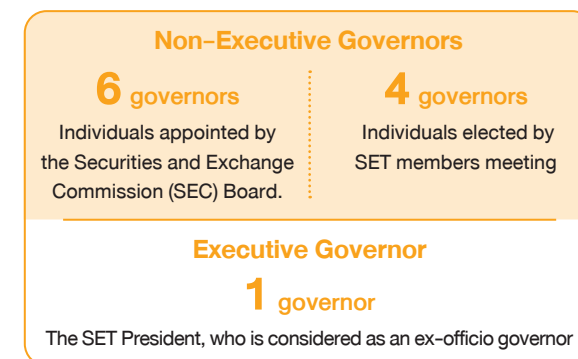 Non-Executive Governors
6 governors
Individuals appointed by
the Securities and Exchange
Commission (SEC) Board.
4 governors
Individuals elected by
SET members meeting
Executive Governor
1 governor
The SET President, who is considered as an ex-officio governor